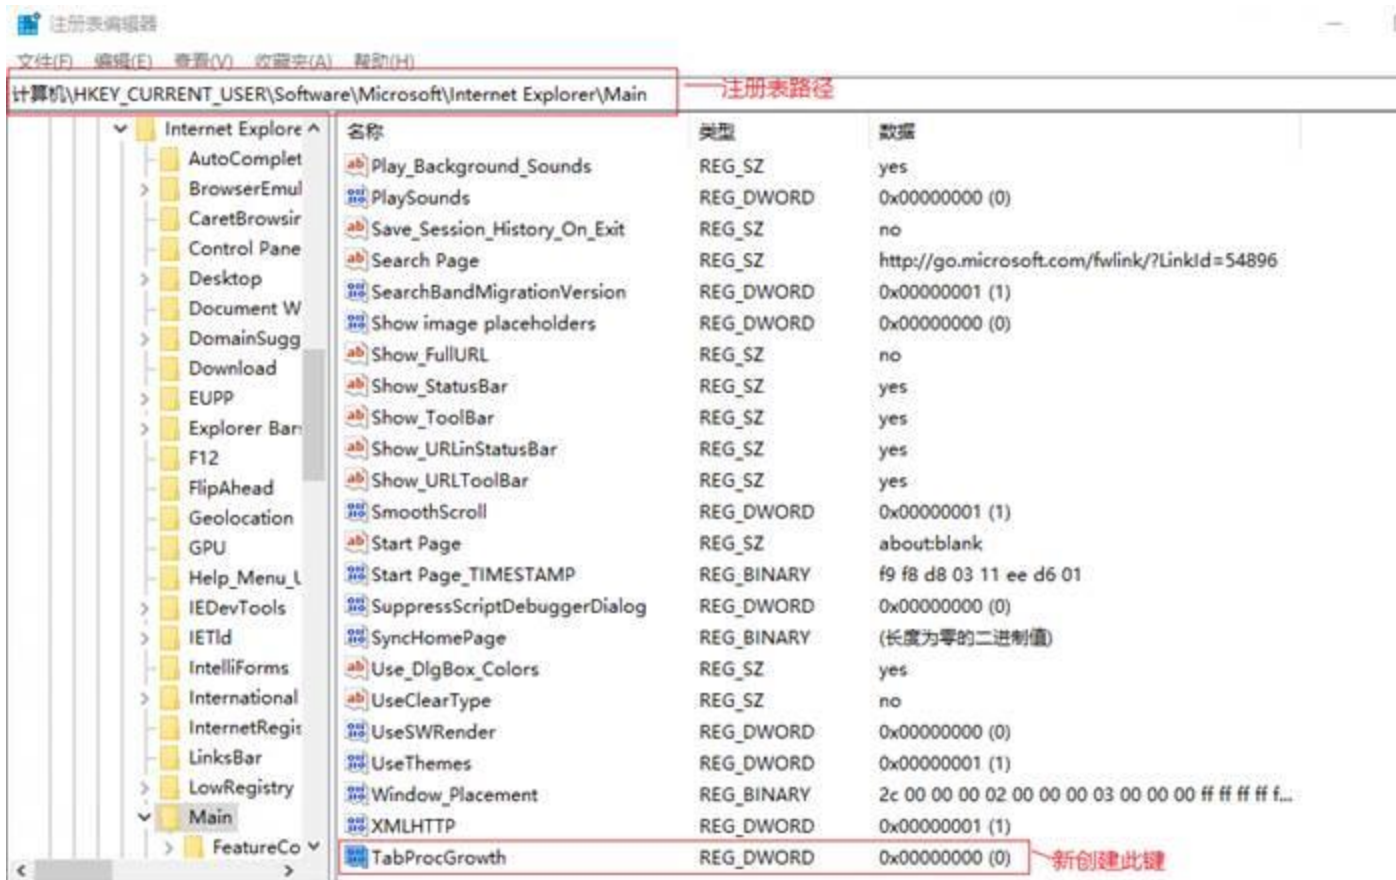 注册表编辑器
文件(F) 编辑(E) 查看(V) 收藏夹(A) 帮助(H)
计算机\HKEY_CURRENT_USER\Software\Microsoft\Internet Explorer\Main
注册表路径
Internet Explore
AutoComplet
BrowserEmul
CaretBrowsir
Control Pane
Desktop
Document W
DomainSugg
Download
EUPP
Explorer Bar
F12
FlipAhead
Geolocation
GPU
Help_Menu_U
IEDevTools
IETld
IntelliForms
International
InternetRegis
LinksBar
LowRegistry
Main
FeatureCo
名称 类型 数据
Play_Background_Sounds REG_SZ yes
PlaySounds REG_DWORD 0x00000000 (0)
Save_Session_History_On_Exit REG_SZ no
Search Page REG_SZ http://go.microsoft.com/fwlink/?LinkId=54896
SearchBandMigrationVersion REG_DWORD 0x00000001 (1)
Show image placeholders REG_DWORD 0x00000000 (0)
Show_FullURL REG_SZ no
Show_StatusBar REG_SZ yes
Show_ToolBar REG_SZ yes
Show_URLinStatusBar REG_SZ yes
Show_URLToolBar REG_SZ yes
SmoothScroll REG_DWORD 0x00000001 (1)
Start Page REG_SZ about:blank
Start Page_TIMESTAMP REG_BINARY f9 f8 d8 03 11 ee d6 01
SuppressScriptDebuggerDialog REG_DWORD 0x00000000 (0)
SyncHomePage REG_BINARY (长度为零的二进制值)
Use_DlgBox_Colors REG_SZ yes
UseClearType REG_SZ no
UseSWRender REG_DWORD 0x00000000 (0)
UseThemes REG_DWORD 0x00000001 (1)
Window_Placement REG_BINARY 2c 00 00 00 02 00 00 00 03 00 00 00 ff ff ff ff f...
XMLHTTP REG_DWORD 0x00000001 (1)
TabProcGrowth REG_DWORD 0x00000000 (0)
新创建此键